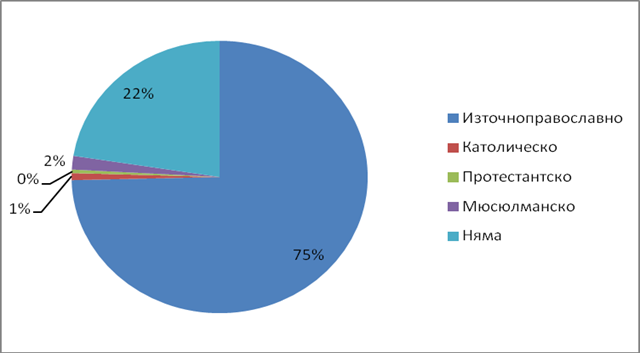 22%
2%
0%
1%
75%
Източноправославно
Католическо
Протестантско
Мюсюлманско
Няма